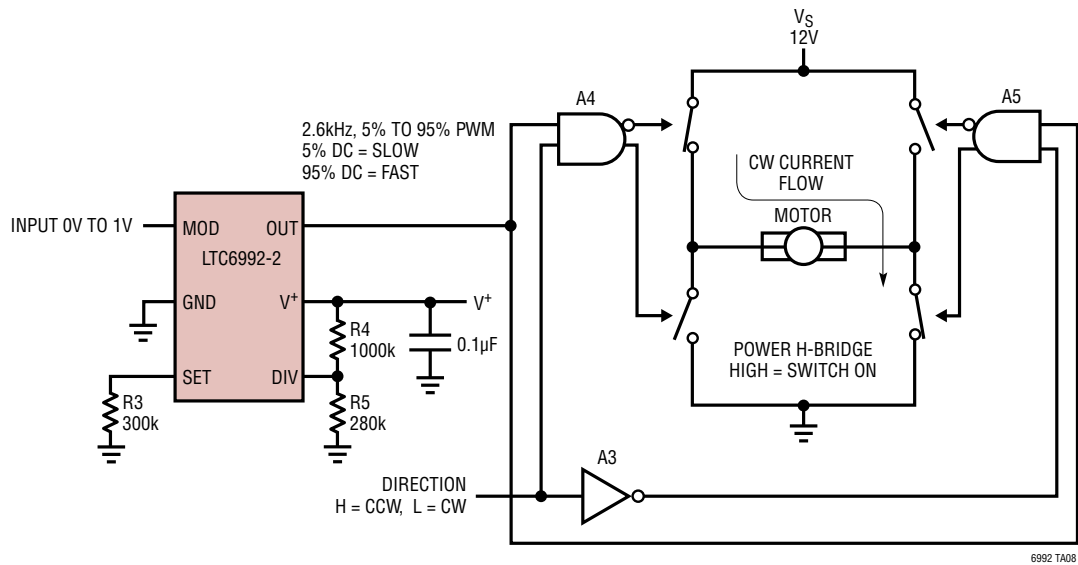 VS
12V
A4
A5
2.6kHz, 5% TO 95% PWM
5% DC = SLOW
95% DC = FAST
CW CURRENT
FLOW
MOTOR
INPUT 0V TO 1V
MOD
OUT
LTC6992-2
GND
V+
V+
R4
1000k
0.1µF
POWER H-BRIDGE
HIGH = SWITCH ON
SET
DIV
R3
300k
R5
280k
A3
DIRECTION
H = CCW, L = CW
6992 TA08